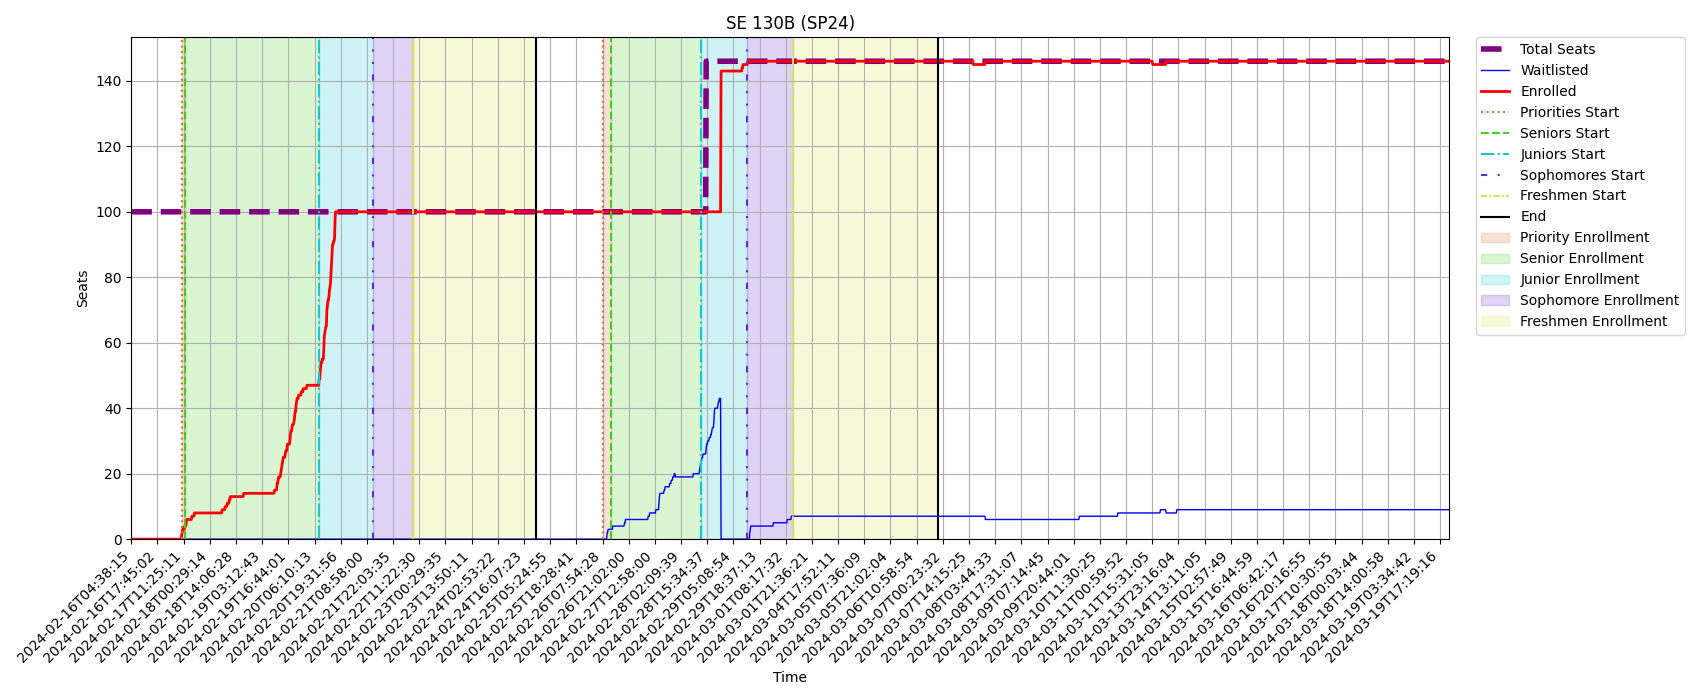 SE 130B (SP24)
Seats
140
120
100
80
60
40
20
0
2024-02-16T04:38:15
2024-02-16T17:45:02
2024-02-17T11:25:11
2024-02-18T00:29:14
2024-02-18T14:06:28
2024-02-19T03:12:43
2024-02-19T16:44:01
2024-02-20T06:10:13
2024-02-20T19:31:56
2024-02-21T08:58:00
2024-02-21T22:03:35
2024-02-22T11:22:30
2024-02-23T00:29:35
2024-02-23T13:50:11
2024-02-24T02:53:22
2024-02-24T16:07:23
2024-02-25T05:24:55
2024-02-25T18:28:41
2024-02-26T07:54:28
2024-02-26T21:02:00
2024-02-27T12:58:00
2024-02-28T02:09:39
2024-02-28T15:34:37
2024-02-29T05:08:54
2024-02-29T18:37:13
2024-03-01T08:17:32
2024-03-01T21:36:21
2024-03-04T17:52:11
2024-03-05T07:36:09
2024-03-05T21:02:04
2024-03-06T10:58:54
2024-03-07T00:23:32
2024-03-07T14:15:25
2024-03-08T03:44:33
2024-03-08T17:31:07
2024-03-09T07:14:45
2024-03-09T20:44:01
2024-03-10T11:30:25
2024-03-11T00:59:52
2024-03-11T15:31:05
2024-03-13T23:16:04
2024-03-14T13:11:05
2024-03-15T02:57:49
2024-03-15T16:44:59
2024-03-16T06:42:17
2024-03-16T20:16:55
2024-03-17T10:30:55
2024-03-18T00:03:44
2024-03-18T14:00:58
2024-03-19T03:34:42
2024-03-19T17:19:16
Time
Total Seats
Waitlisted
Enrolled
Priorities Start
Seniors Start
Juniors Start
Sophomores Start
Freshmen Start
End
Priority Enrollment
Senior Enrollment
Junior Enrollment
Sophomore Enrollment
Freshmen Enrollment